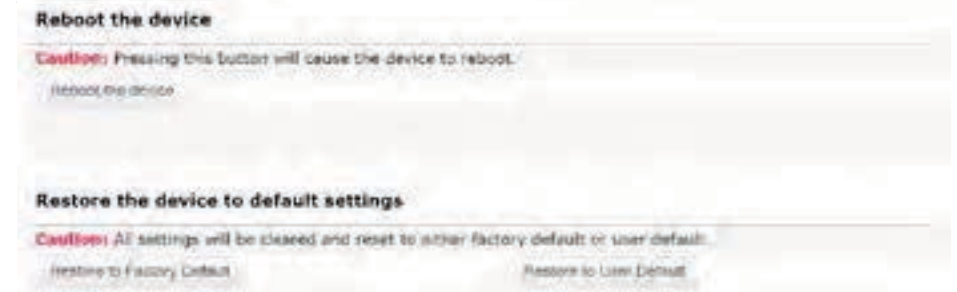 Reboot the device
Caution: Pressing this button will cause the device to reboot.
Reboot the device
Restore the device to default settings
Caution: All settings will be cleared and reset to either factory default or user default.
Restore to Factory Default
Restore to User Default